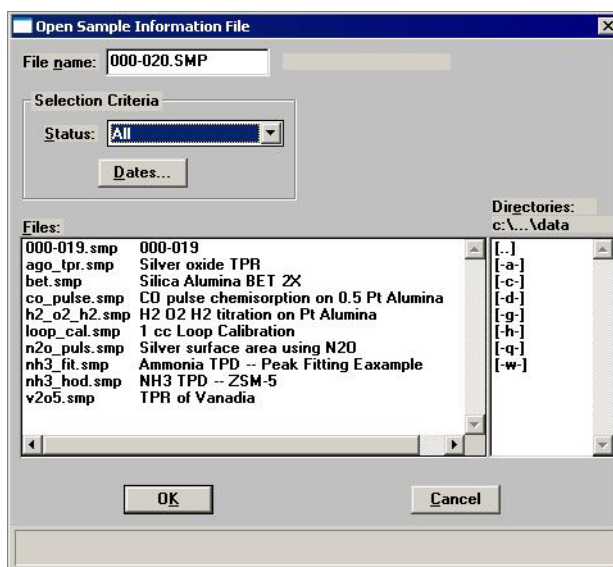 Open Sample Information File
File name: 000-020.SMP
Selection Criteria
Status: All
Dates...
Directories:
c:\...\data
Files:
000-019.smp 000-019
ago_tpr.smp Silver oxide TPR
bet.smp Silica Alumina BET 2X
co_pulse.smp CO pulse chemisorption on 0.5 Pt Alumina
h2_o2_h2.smp H2 O2 H2 titration on Pt Alumina
loop_cal.smp 1 cc Loop Calibration
n2o_puls.smp Silver surface area using N2O
nh3_fit.smp Ammonia TPD -- Peak Fitting Eaxample
nh3_hod.smp NH3 TPD -- ZSM-5
v2o5.smp TPR of Vanadia
[..]
[-a-]
[-c-]
[-d-]
[-g-]
[-h-]
[-q-]
[-w-]
OK
Cancel